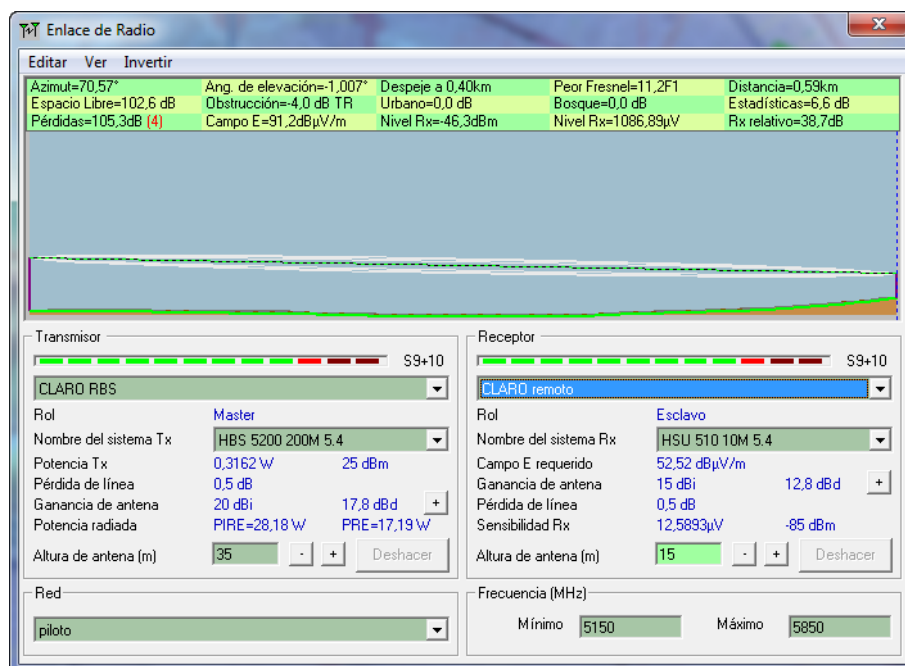 Enlace de Radio
Editar Ver Invertir
Azimut=70,57° Ang. de elevación=-1,007° Despeje a 0,40km Peor Fresnel=11,2F1 Distancia=0,59km
Espacio Libre=102,6 dB Obstrucción=-4,0 dB TR Urbano=0,0 dB Bosque=0,0 dB Estadísticas=6,6 dB
Pérdidas=105,3dB (4) Campo E=91,2dBµV/m Nivel Rx=-46,3dBm Nivel Rx=1086,89µV Rx relativo=38,7dB
Transmisor
S9+10
CLARO RBS
Rol Master
Nombre del sistema Tx HBS 5200 200M 5.4
Potencia Tx 0,3162 W 25 dBm
Pérdida de línea 0,5 dB
Ganancia de antena 20 dBi 17,8 dBd +
Potencia radiada PIRE=28,18 W PRE=17,19 W
Altura de antena (m) 35 - + Deshacer
Red
piloto
Receptor
S9+10
CLARO remoto
Rol Esclavo
Nombre del sistema Rx HSU 510 10M 5.4
Campo E requerido 52,52 dBµV/m
Ganancia de antena 15 dBi 12,8 dBd +
Pérdida de línea 0,5 dB
Sensibilidad Rx 12,5893µV -85 dBm
Altura de antena (m) 15 - + Deshacer
Frecuencia (MHz)
Mínimo 5150 Máximo 5850